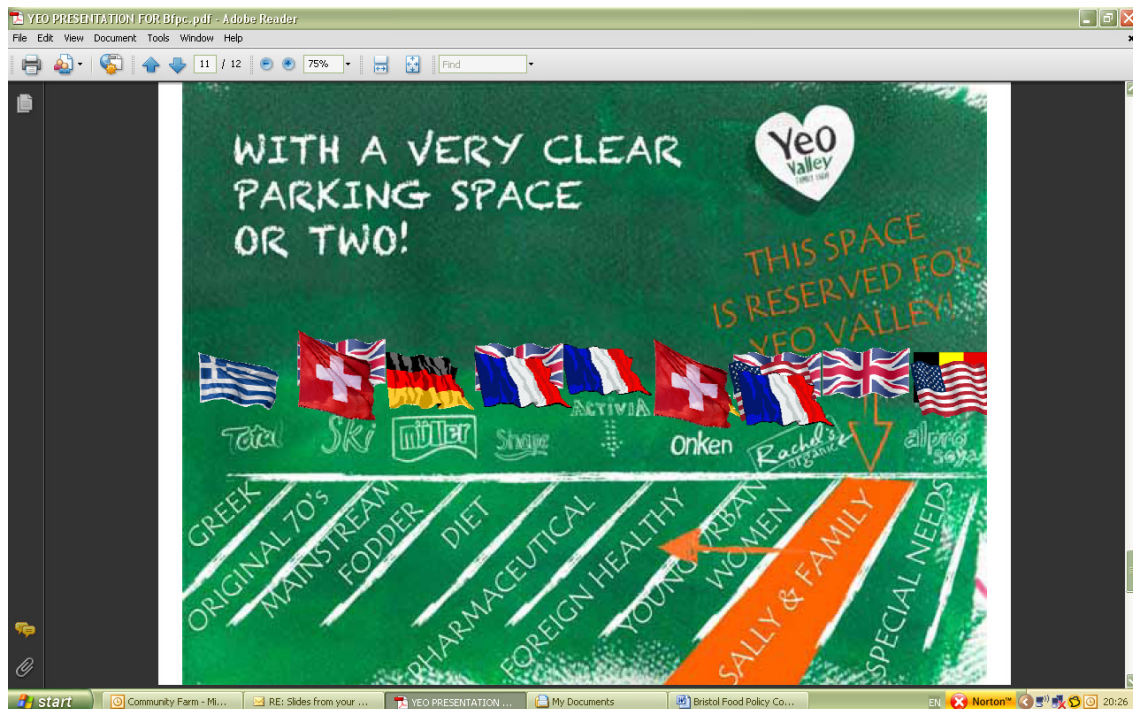 YEO PRESENTATION FOR Bfpc.pdf - Adobe Reader
File Edit View Document Tools Window Help
11 / 12 75% Find
WITH A VERY CLEAR
PARKING SPACE
OR TWO!
Yeo
Valley
FAMILY FARM
THIS SPACE
IS RESERVED FOR
YEO VALLEY!
Total
Ski
müller
Shape
ACTIVIA
Onken
Rachel's
organic
alpro
soya
GREEK
ORIGINAL 70's
MAINSTREAM
FODDER
DIET
PHARMACEUTICAL
FOREIGN HEALTHY
YOUNG URBAN
WOMEN
SALLY & FAMILY
SPECIAL NEEDS
start Community Farm - Mi... RE: Slides from your ... YEO PRESENTATION ... My Documents Bristol Food Policy Co... EN Norton™ 20:26